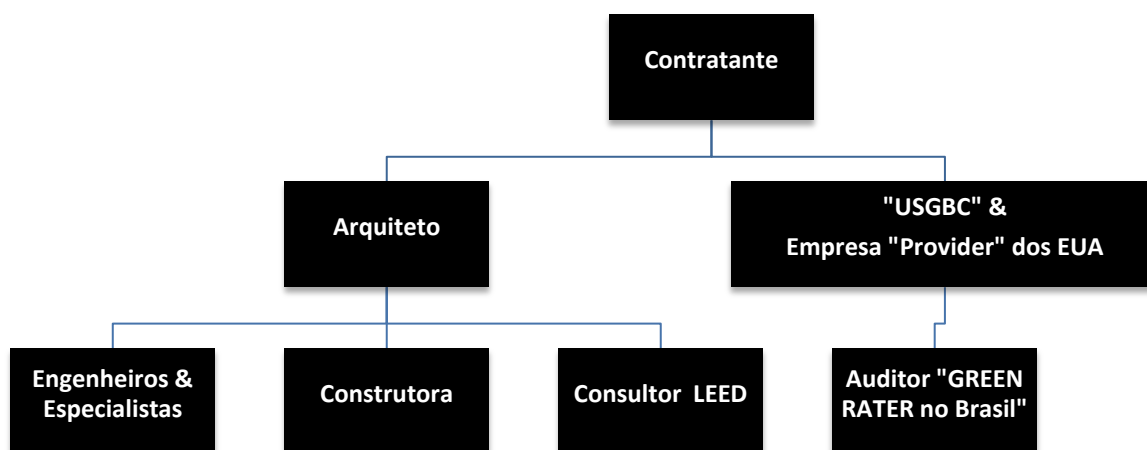 Contratante
Arquiteto
"USGBC" &
Empresa "Provider" dos EUA
Engenheiros &
Especialistas
Construtora
Consultor LEED
Auditor "GREEN
RATER no Brasil"